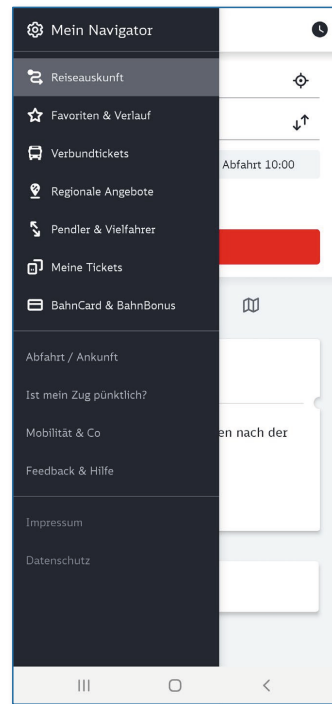 Mein Navigator
Reiseauskunft
Favoriten & Verlauf
Verbundtickets
Abfahrt 10:00
Regionale Angebote
Pendler & Vielfahrer
Meine Tickets
BahnCard & BahnBonus
Abfahrt / Ankunft
Ist mein Zug pünktlich?
Mobilität & Co
en nach der
Feedback & Hilfe
Impressum
Datenschutz